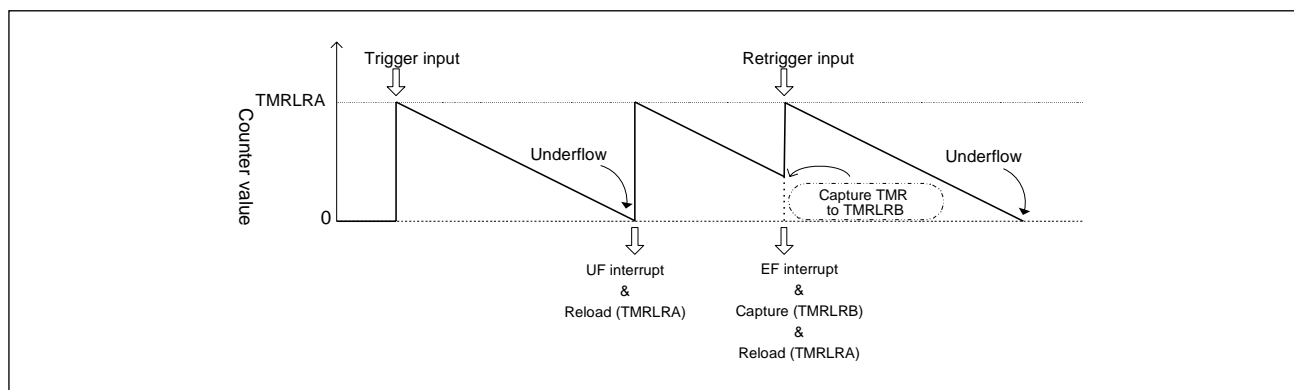 Trigger input
Retrigger input
TMRLRA
Counter value
Underflow
Underflow
Capture TMR
to TMRLRB
0
UF interrupt
&
Reload (TMRLRA)
EF interrupt
&
Capture (TMRLRB)
&
Reload (TMRLRA)